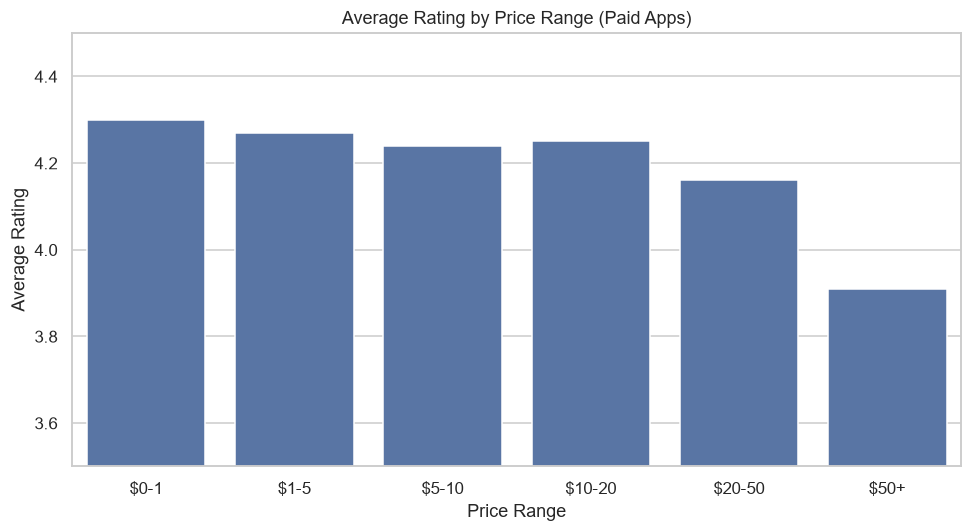 Average Rating by Price Range (Paid Apps)
4.4
4.2
4.0
3.8
3.6
Average Rating
$0-1 $1-5 $5-10 $10-20 $20-50 $50+
Price Range